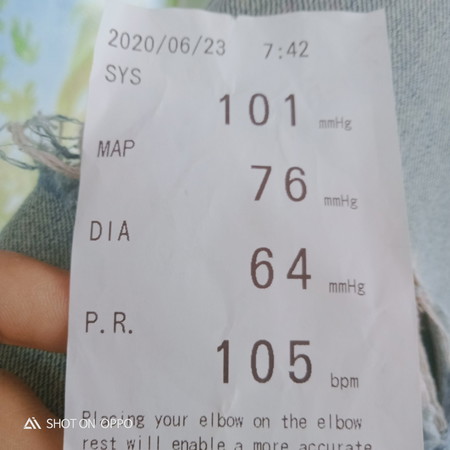 2020/06/23 7:42
SYS
101 mmHg
MAP
76 mmHg
DIA
64 mmHg
P.R.
105 bpm
Placing your elbow on the elbow
rest will enable a more accurate
SHOT ON OPPO